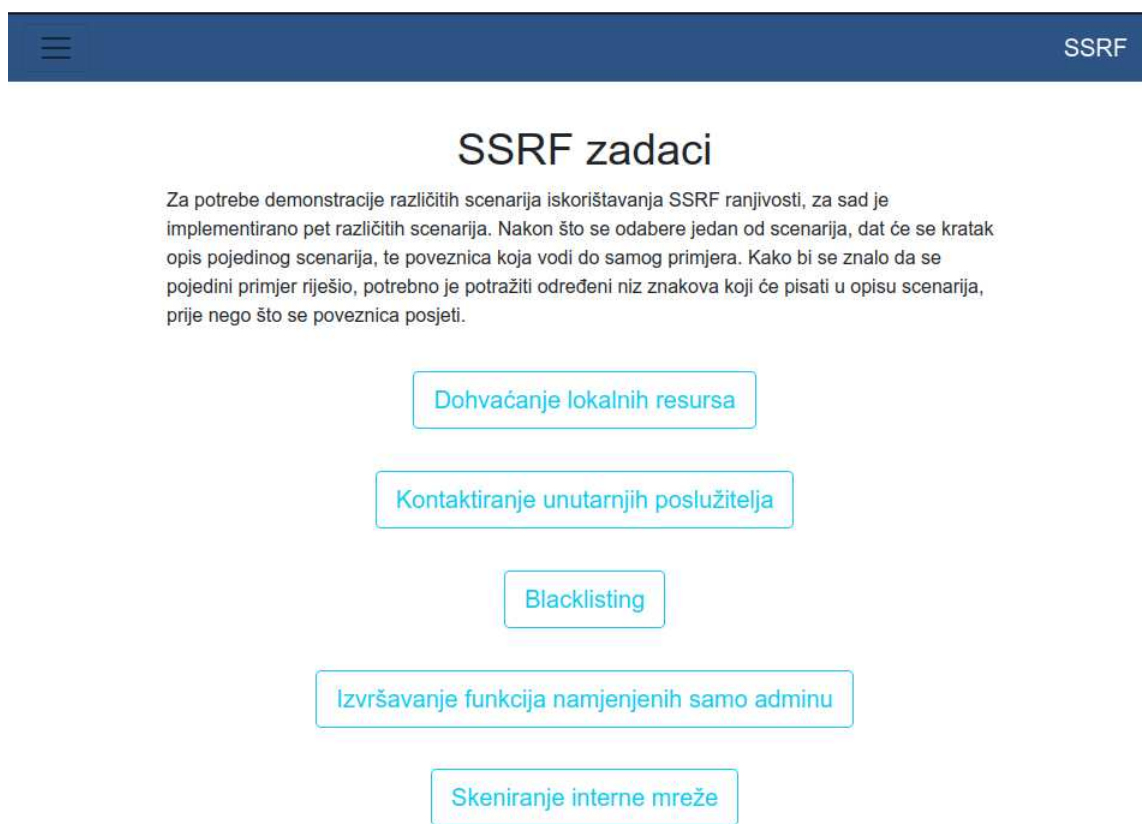 SSRF
SSRF zadaci
Za potrebe demonstracije različitih scenarija iskorištavanja SSRF ranjivosti, za sad je
implementirano pet različitih scenarija. Nakon što se odabere jedan od scenarija, dat će se kratak
opis pojedinog scenarija, te poveznica koja vodi do samog primjera. Kako bi se znalo da se
pojedini primjer riješio, potrebno je potražiti određeni niz znakova koji će pisati u opisu scenarija,
prije nego što se poveznica posjeti.
Dohvaćanje lokalnih resursa
Kontaktiranje unutarnjih poslužitelja
Blacklisting
Izvršavanje funkcija namjenjenih samo adminu
Skeniranje interne mreže